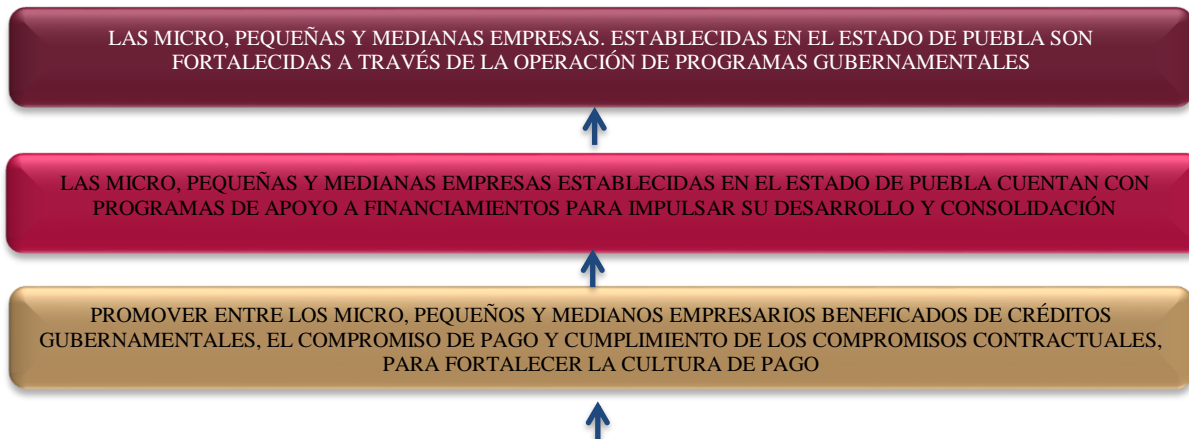 LAS MICRO, PEQUEÑAS Y MEDIANAS EMPRESAS. ESTABLECIDAS EN EL ESTADO DE PUEBLA SON
FORTALECIDAS A TRAVÉS DE LA OPERACIÓN DE PROGRAMAS GUBERNAMENTALES
LAS MICRO, PEQUEÑAS Y MEDIANAS EMPRESAS ESTABLECIDAS EN EL ESTADO DE PUEBLA CUENTAN CON
PROGRAMAS DE APOYO A FINANCIAMIENTOS PARA IMPULSAR SU DESARROLLO Y CONSOLIDACIÓN
PROMOVER ENTRE LOS MICRO, PEQUEÑOS Y MEDIANOS EMPRESARIOS BENEFICADOS DE CRÉDITOS
GUBERNAMENTALES, EL COMPROMISO DE PAGO Y CUMPLIMIENTO DE LOS COMPROMISOS CONTRACTUALES,
PARA FORTALECER LA CULTURA DE PAGO